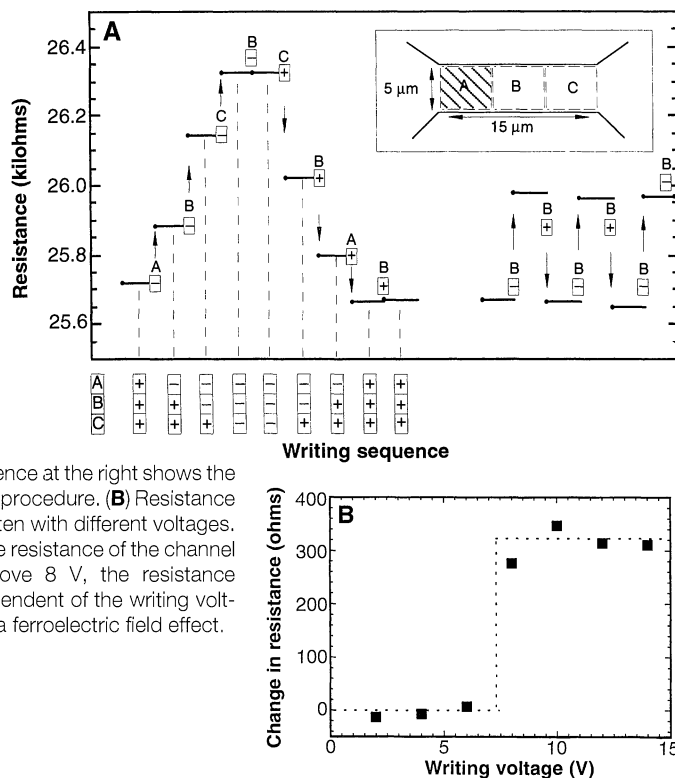 A
Resistance (kilohms)
26.4
26.2
26.0
25.8
25.6
A
−
B
−
C
−
B
−
C
+
B
+
A
+
B
+
B
−
B
+
B
−
B
+
B
−
B
−
5 µm
A B C
15 µm
A + − − − − − − + +
B + + − − − − + + +
C + + + − − + + + +
Writing sequence
ence at the right shows the
procedure. (B) Resistance
ten with different voltages.
e resistance of the channel
ove 8 V, the resistance
endent of the writing volt-
a ferroelectric field effect.
B
Change in resistance (ohms)
400
300
200
100
0
0 5 10 15
Writing voltage (V)